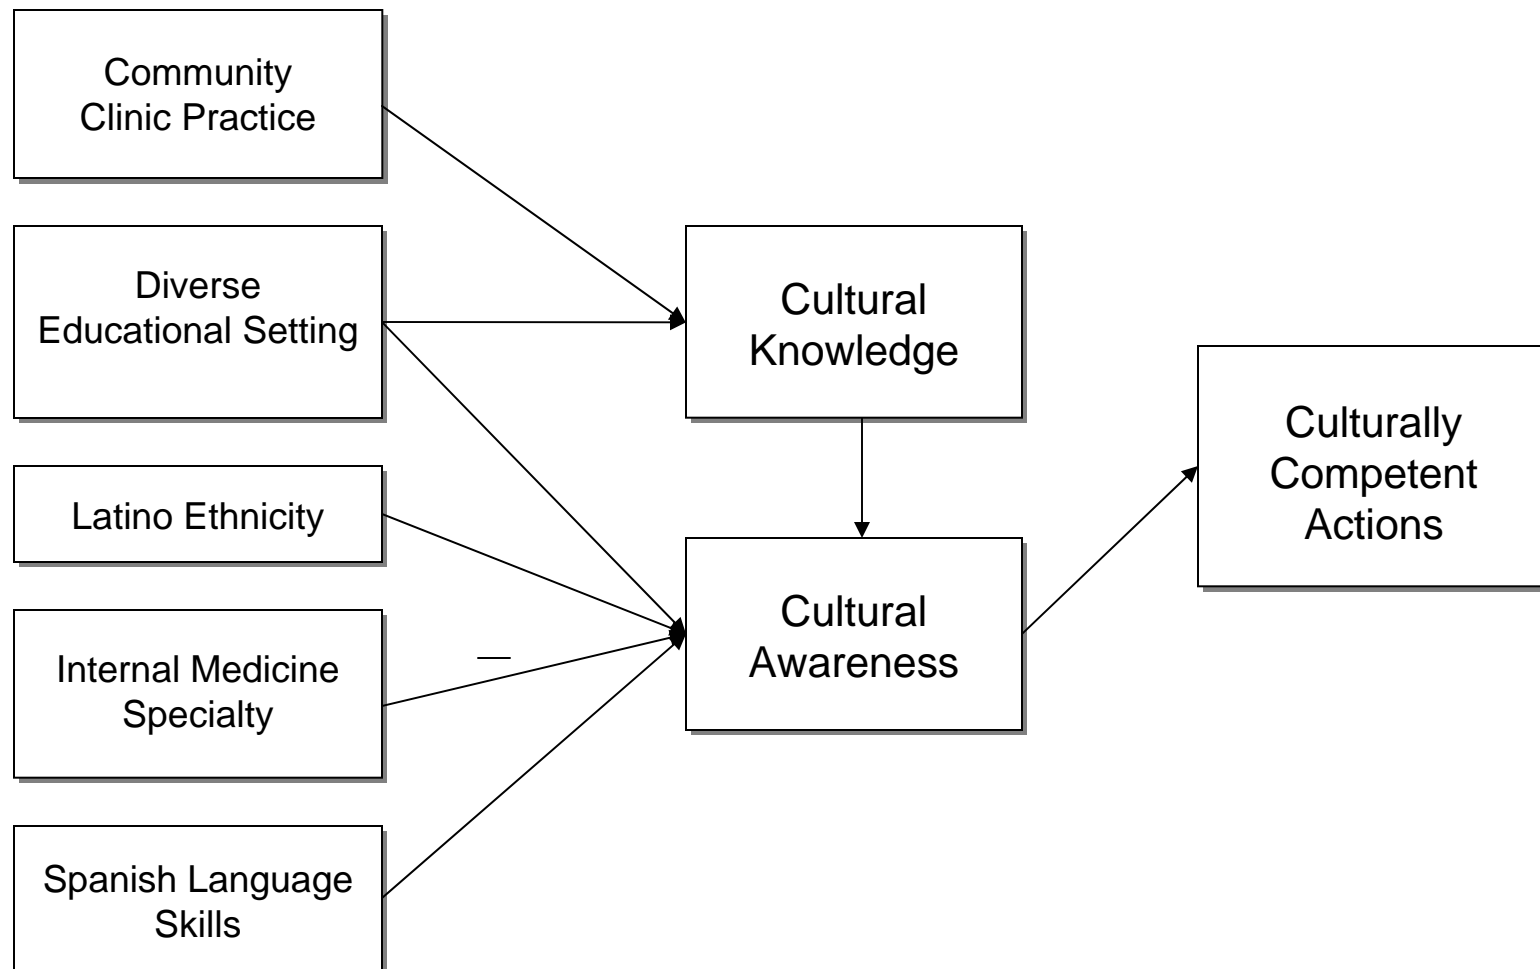 Community
Clinic Practice
Diverse
Educational Setting
Latino Ethnicity
Internal Medicine
Specialty
Spanish Language
Skills
—
Cultural
Knowledge
Cultural
Awareness
Culturally
Competent
Actions